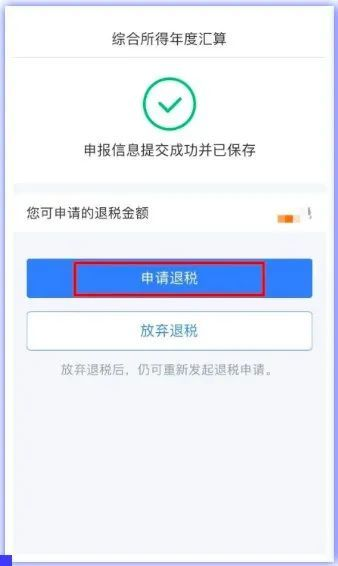 综合所得年度汇算
申报信息提交成功并已保存
您可申请的退税金额
申请退税
放弃退税
放弃退税后，仍可重新发起退税申请。